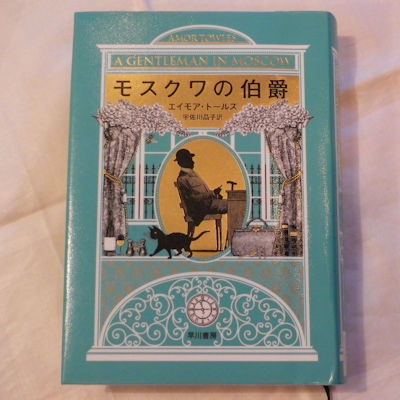 AMOR TOWLES
A GENTLEMAN IN MOSCOW
モスクワの伯爵
エイモア・トールス
宇佐川晶子訳
早川書房